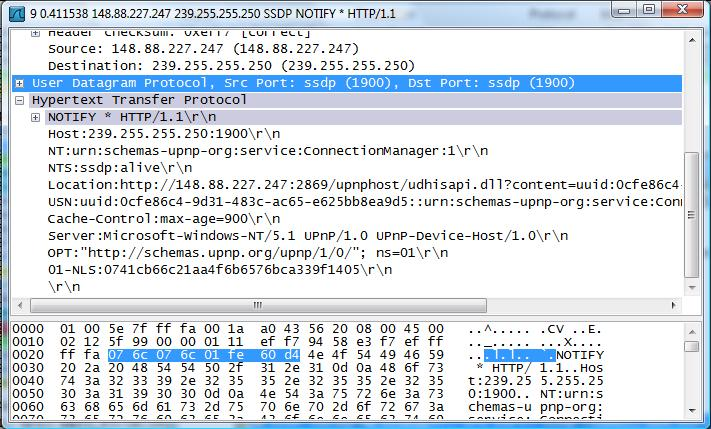 9 0.411538 148.88.227.247 239.255.255.250 SSDP NOTIFY * HTTP/1.1
Header checksum: 0xeff7 [correct]
Source: 148.88.227.247 (148.88.227.247)
Destination: 239.255.255.250 (239.255.255.250)
User Datagram Protocol, Src Port: ssdp (1900), Dst Port: ssdp (1900)
Hypertext Transfer Protocol
NOTIFY * HTTP/1.1\r\n
Host:239.255.255.250:1900\r\n
NT:urn:schemas-upnp-org:service:ConnectionManager:1\r\n
NTS:ssdp:alive\r\n
Location:http://148.88.227.247:2869/upnphost/udhisapi.dll?content=uuid:0cfe86c4-
USN:uuid:0cfe86c4-9d31-483c-ac65-e625bb8ea9d5::urn:schemas-upnp-org:service:Con
Cache-Control:max-age=900\r\n
Server:Microsoft-Windows-NT/5.1 UPnP/1.0 UPnP-Device-Host/1.0\r\n
OPT:"http://schemas.upnp.org/upnp/1/0/"; ns=01\r\n
01-NLS:0741cb66c21aa4f6b6576bca339f1405\r\n
\r\n
0000 01 00 5e 7f ff fa 00 1a a0 43 56 20 08 00 45 00 ..^..... .CV ..E.
0010 02 12 5f 99 00 00 01 11 ef f7 94 58 e3 f7 ef ff .._..... ...X....
0020 ff fa 07 6c 07 6c 01 fe 60 d4 4e 4f 54 49 46 59 ...l.l.. `.NOTIFY
0030 20 2a 20 48 54 54 50 2f 31 2e 31 0d 0a 48 6f 73 * HTTP/ 1.1..Hos
0040 74 3a 32 33 39 2e 32 35 35 2e 32 35 35 2e 32 35 t:239.25 5.255.25
0050 30 3a 31 39 30 30 0d 0a 4e 54 3a 75 72 6e 3a 73 0:1900.. NT:urn:s
0060 63 68 65 6d 61 73 2d 75 70 6e 70 2d 6f 72 67 3a chemas-u pnp-org: